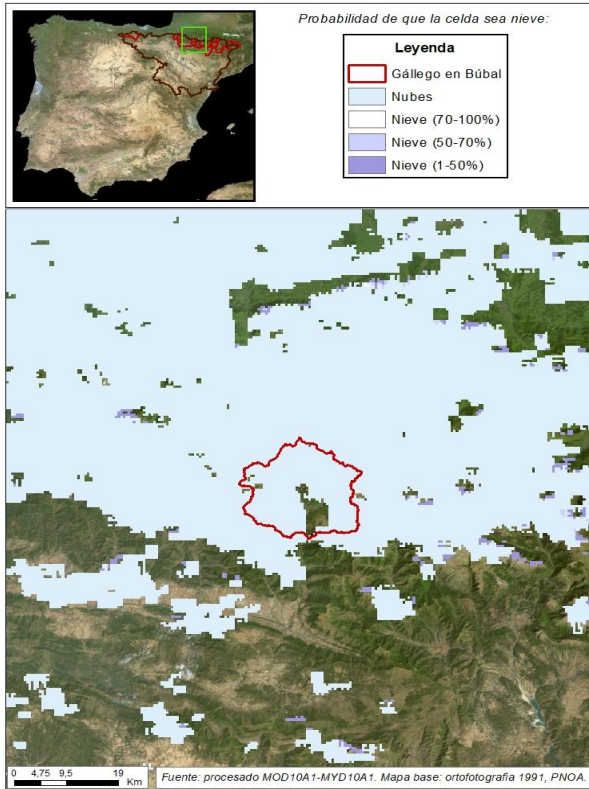 Probabilidad de que la celda sea nieve:
Leyenda
Gállego en Búbal
Nubes
Nieve (70-100%)
Nieve (50-70%)
Nieve (1-50%)
0 4,75 9,5 19
Km
Fuente: procesado MOD10A1-MYD10A1. Mapa base: ortofotografia 1991, PNOA.